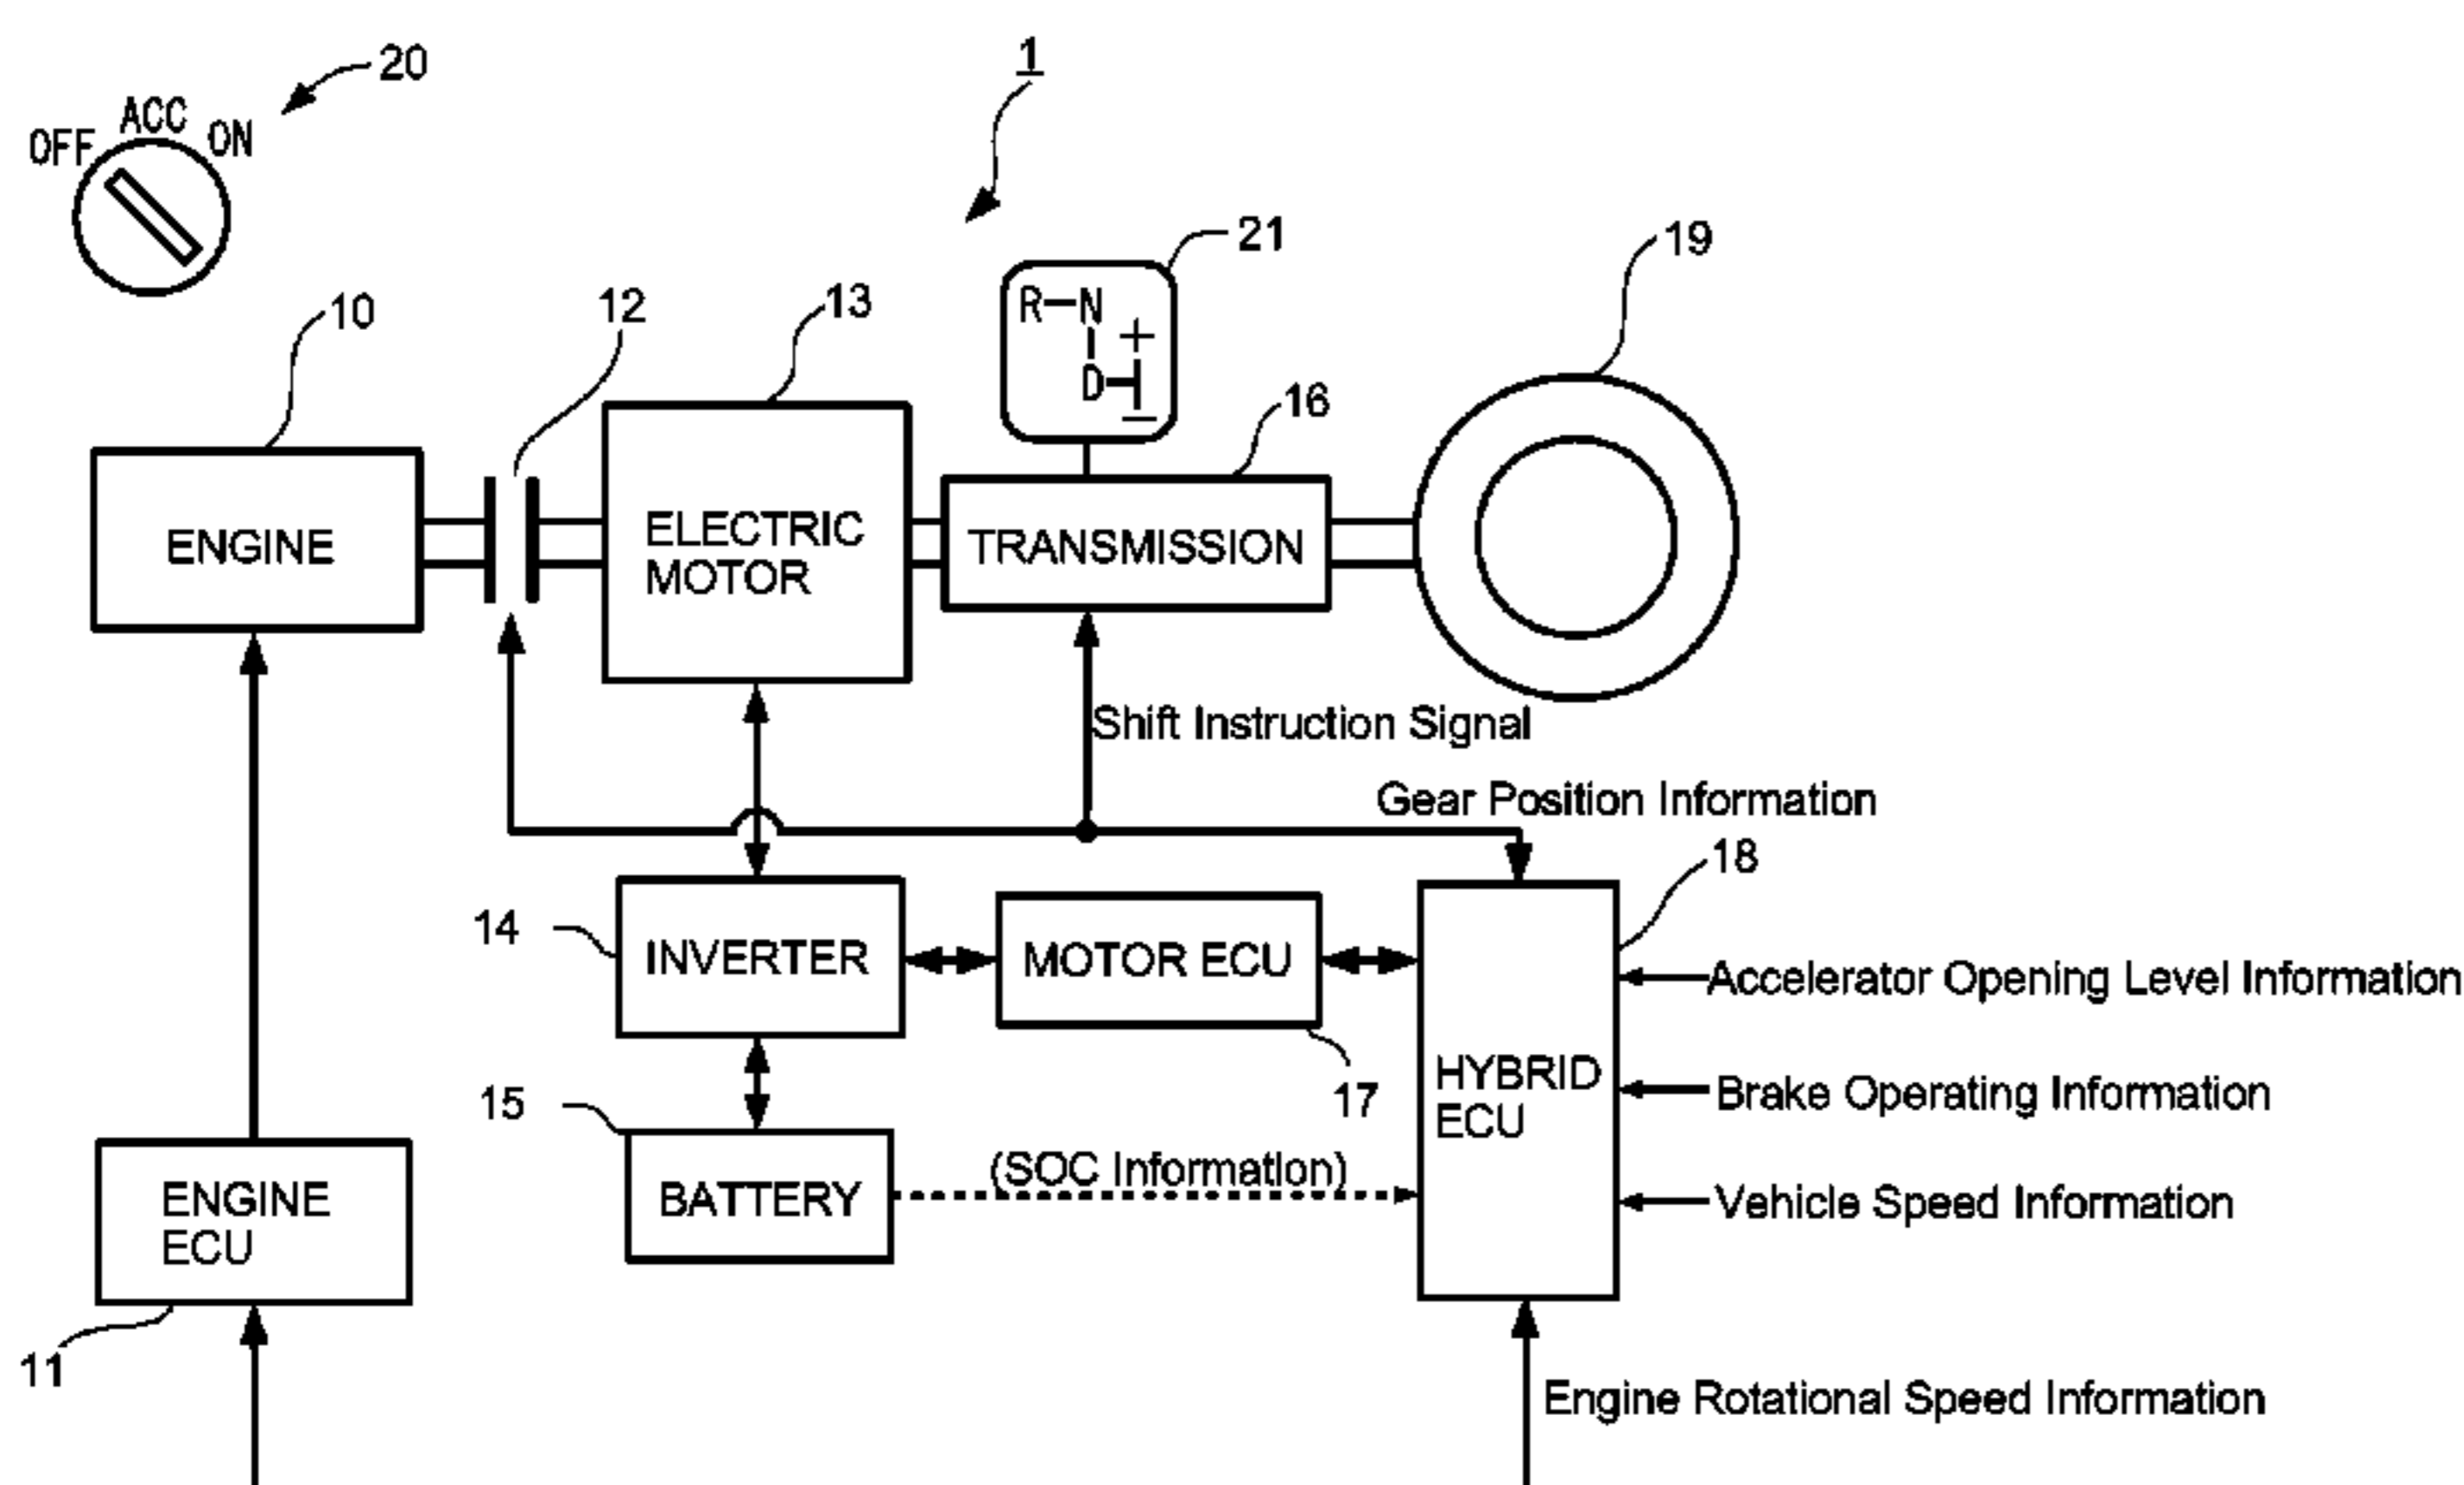 20
1
ACC
OFF
ON
21
19
R-N
+
D
-
10
12
13
16
ENGINE
ELECTRIC
MOTOR
TRANSMISSION
Shift Instruction Signal
Gear Position Information
18
14
INVERTER
MOTOR ECU
Accelerator Opening Level Information
HYBRID
ECU
Brake Operating Information
15
17
(SOC Information)
BATTERY
Vehicle Speed Information
ENGINE
ECU
11
Engine Rotational Speed Information